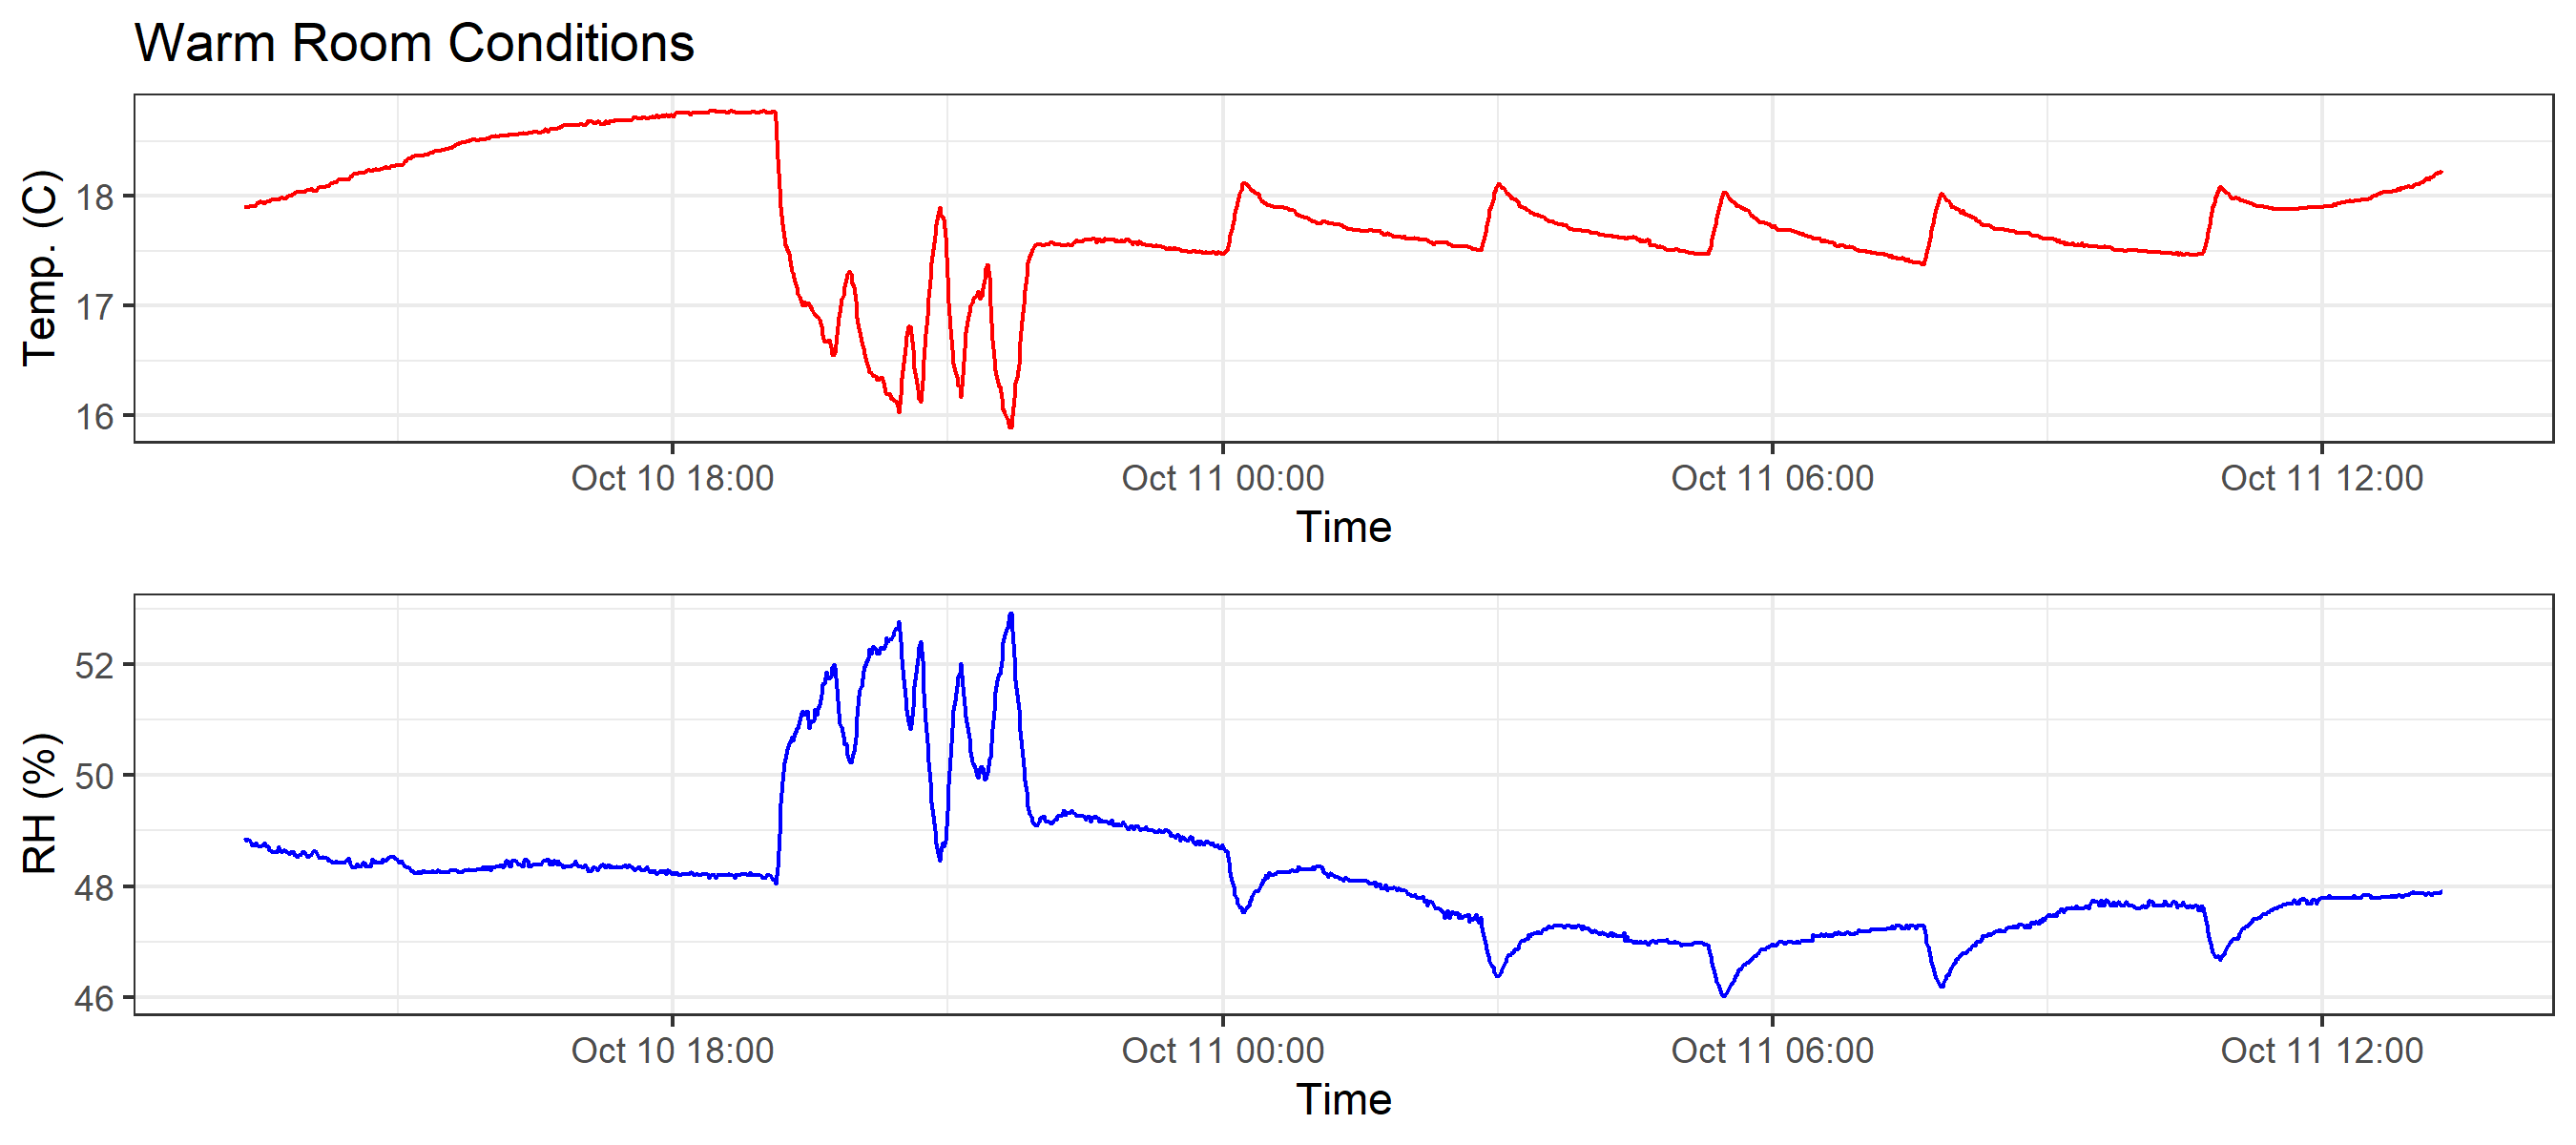 Warm Room Conditions
Temp. (C)
18
17
16
Oct 10 18:00 Oct 11 00:00 Oct 11 06:00 Oct 11 12:00
Time
RH (%)
52
50
48
46
Oct 10 18:00 Oct 11 00:00 Oct 11 06:00 Oct 11 12:00
Time